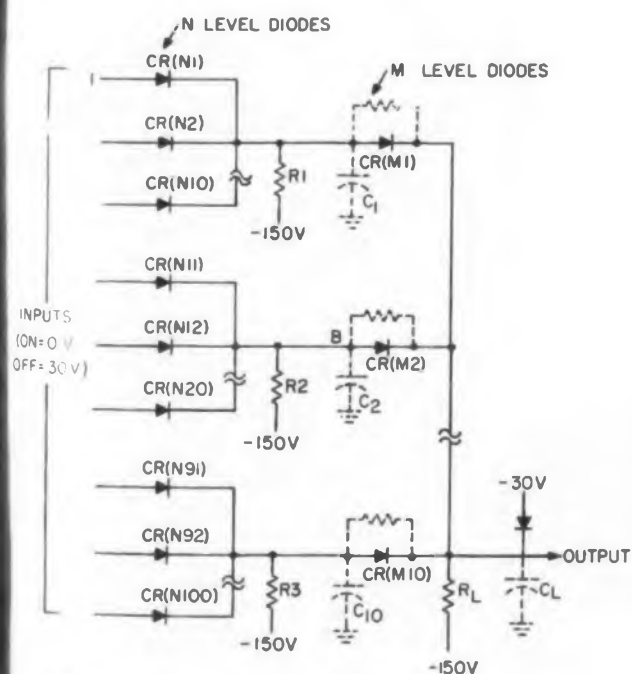 N LEVEL DIODES
M LEVEL DIODES
CR(N1)
1
CR(N2)
CR(N10)
R1
-150V
C1
CR(M1)
CR(N11)
CR(N12)
CR(N20)
INPUTS
(ON=0 V
OFF=30 V)
B
R2
-150V
C2
CR(M2)
CR(N91)
CR(N92)
CR(N100)
R3
-150V
C10
CR(M10)
-30V
OUTPUT
RL
CL
-150V